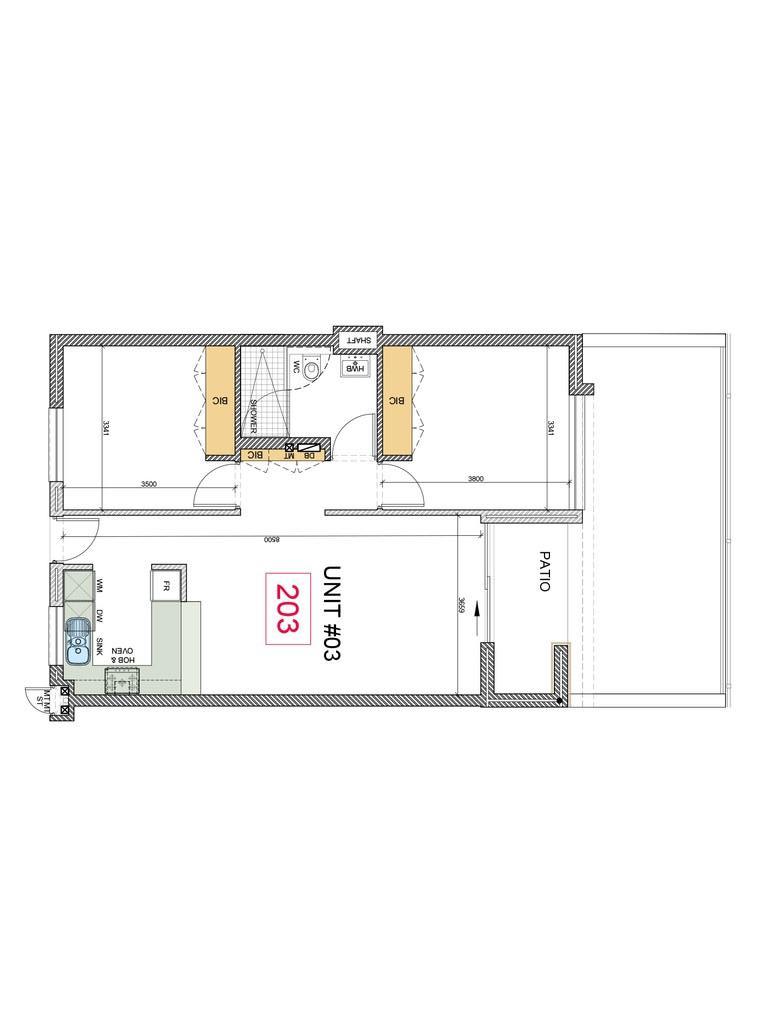 SHAFT
WC
HWB
SHOWER
BIC
BIC
3341
3341
BIC
MT
DB
3500
3800
8500
PATIO
WM
FR
DW
SINK
HOB &
OVEN
203
UNIT #03
3659
MT MT
ST